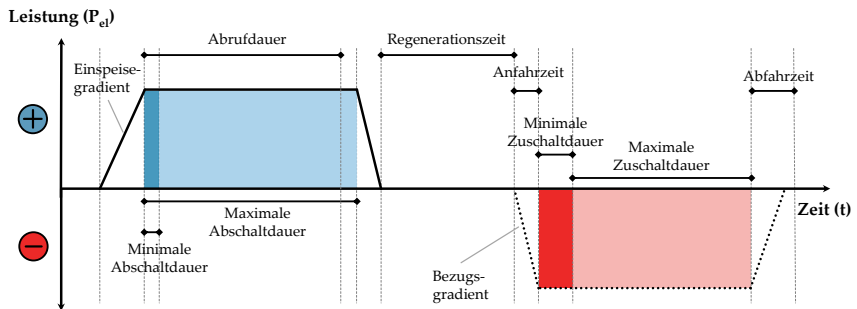 Leistung (Pel)
Abrufdauer
Regenerationszeit
Einspeise-
gradient
Anfahrzeit
Abfahrzeit
Minimale
Zuschaltdauer
Maximale
Zuschaltdauer
+
Zeit (t)
Maximale
Abschaltdauer
−
Minimale
Abschaltdauer
Bezugs-
gradient